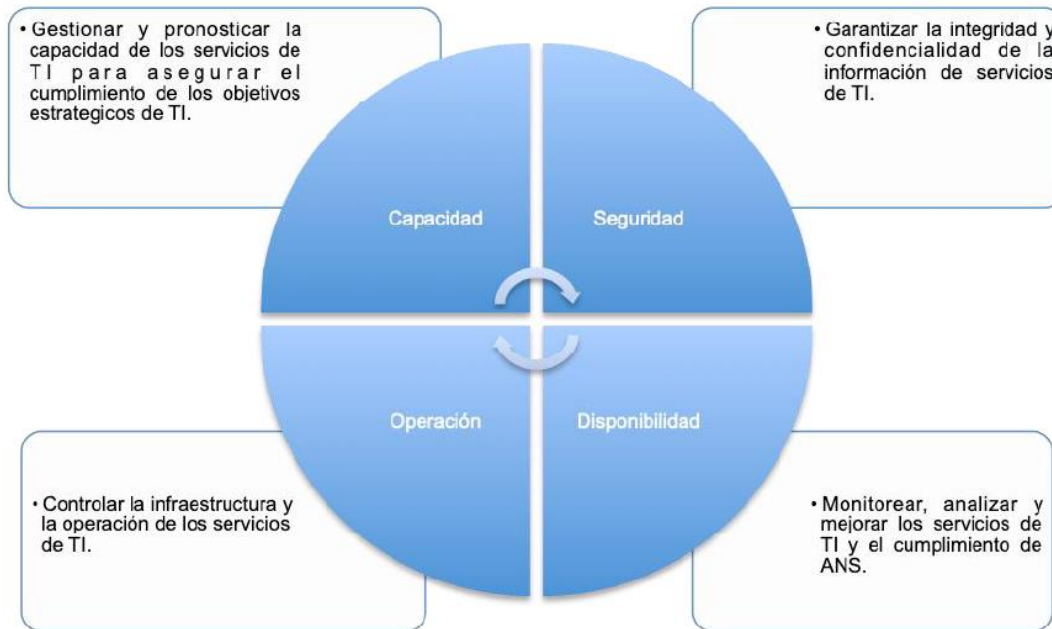 • Gestionar y pronosticar la
capacidad de los servicios de
TI para asegurar el
cumplimiento de los objetivos
estrategicos de TI.
• Garantizar la integridad y
confidencialidad de la
información de servicios
de TI.
Capacidad
Seguridad
Operación
Disponibilidad
• Controlar la infraestructura y
la operación de los servicios
de TI.
• Monitorear, analizar y
mejorar los servicios de
TI y el cumplimiento de
ANS.